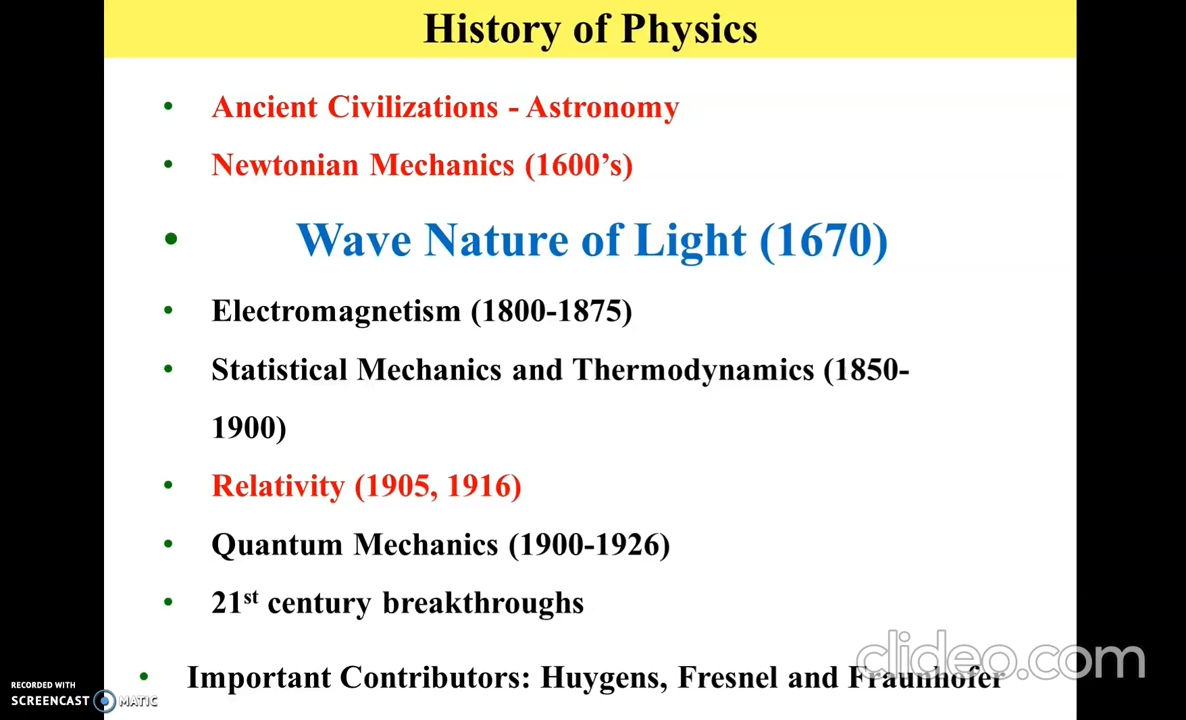 History of Physics
• Ancient Civilizations - Astronomy
• Newtonian Mechanics (1600’s)
• Wave Nature of Light (1670)
• Electromagnetism (1800-1875)
• Statistical Mechanics and Thermodynamics (1850-
1900)
• Relativity (1905, 1916)
• Quantum Mechanics (1900-1926)
• 21st century breakthroughs
• Important Contributors: Huygens, Fresnel and Fraunhofer
clideo.com
RECORDED WITH
SCREENCAST MATIC